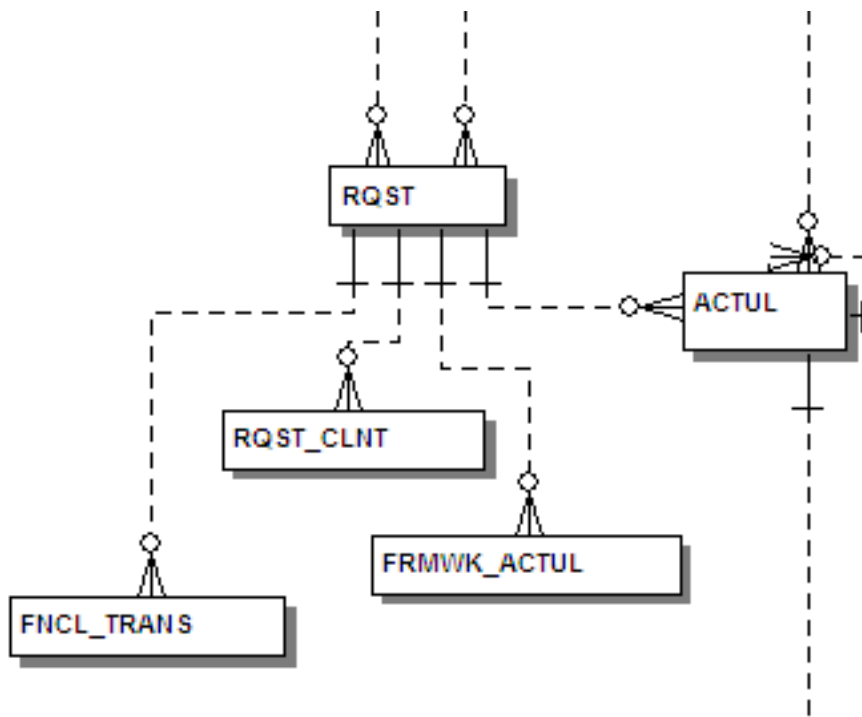 RQST
ACTUL
RQST_CLNT
FRMWK_ACTUL
FNCL_TRANS